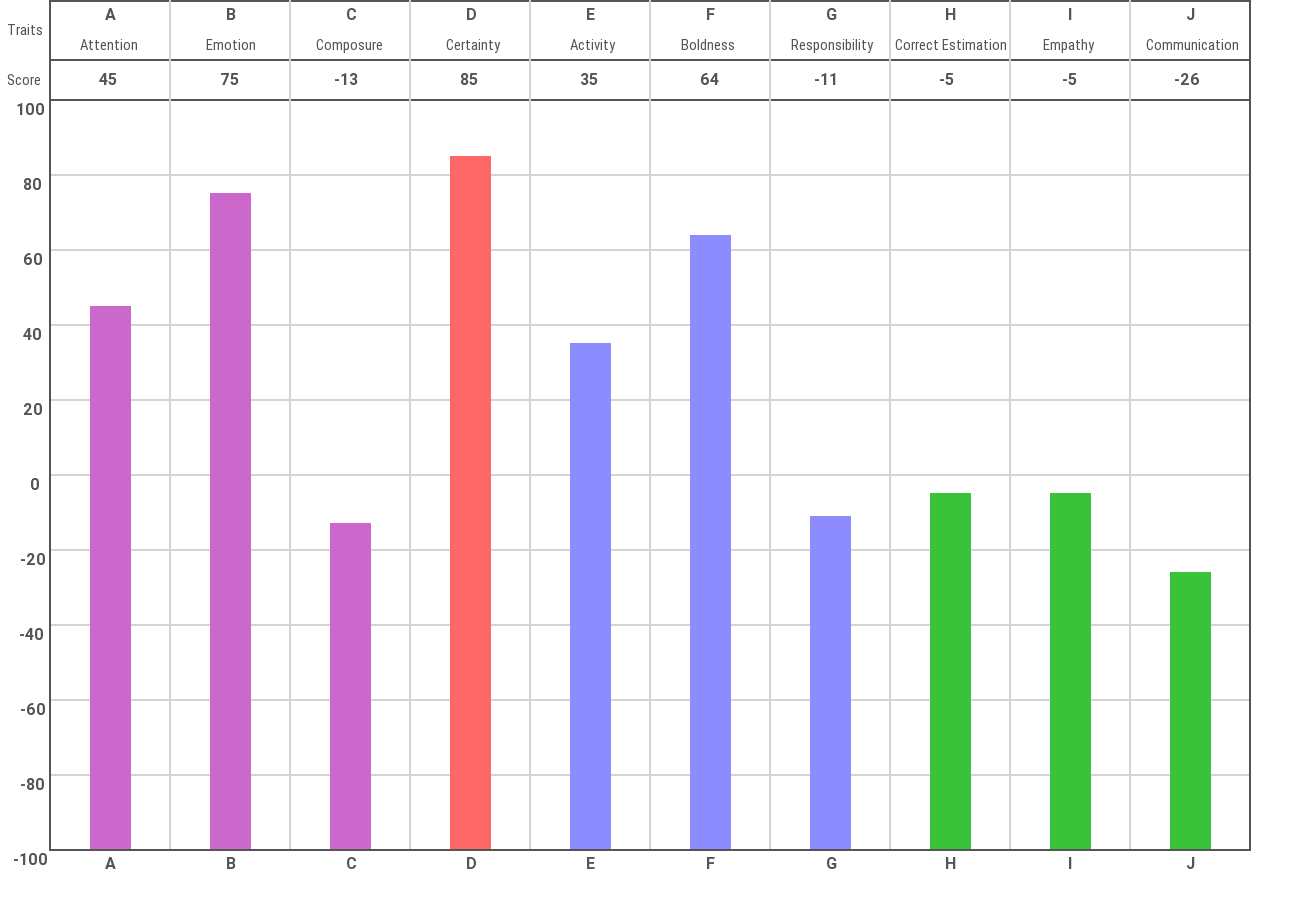 Traits
A B C D E F G H I J
Attention Emotion Composure Certainty Activity Boldness Responsibility Correct Estimation Empathy Communication
Score 45 75 -13 85 35 64 -11 -5 -5 -26
100
80
60
40
20
0
-20
-40
-60
-80
-100
A B C D E F G H I J